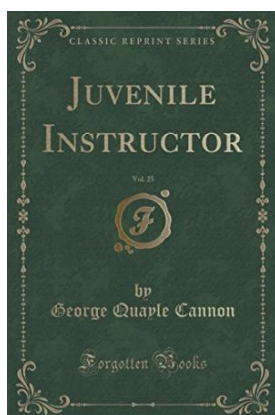 CLASSIC REPRINT SERIES
JUVENILE
INSTRUCTOR
Vol. 25
F
by
George Quayle Cannon
Forgotten Books